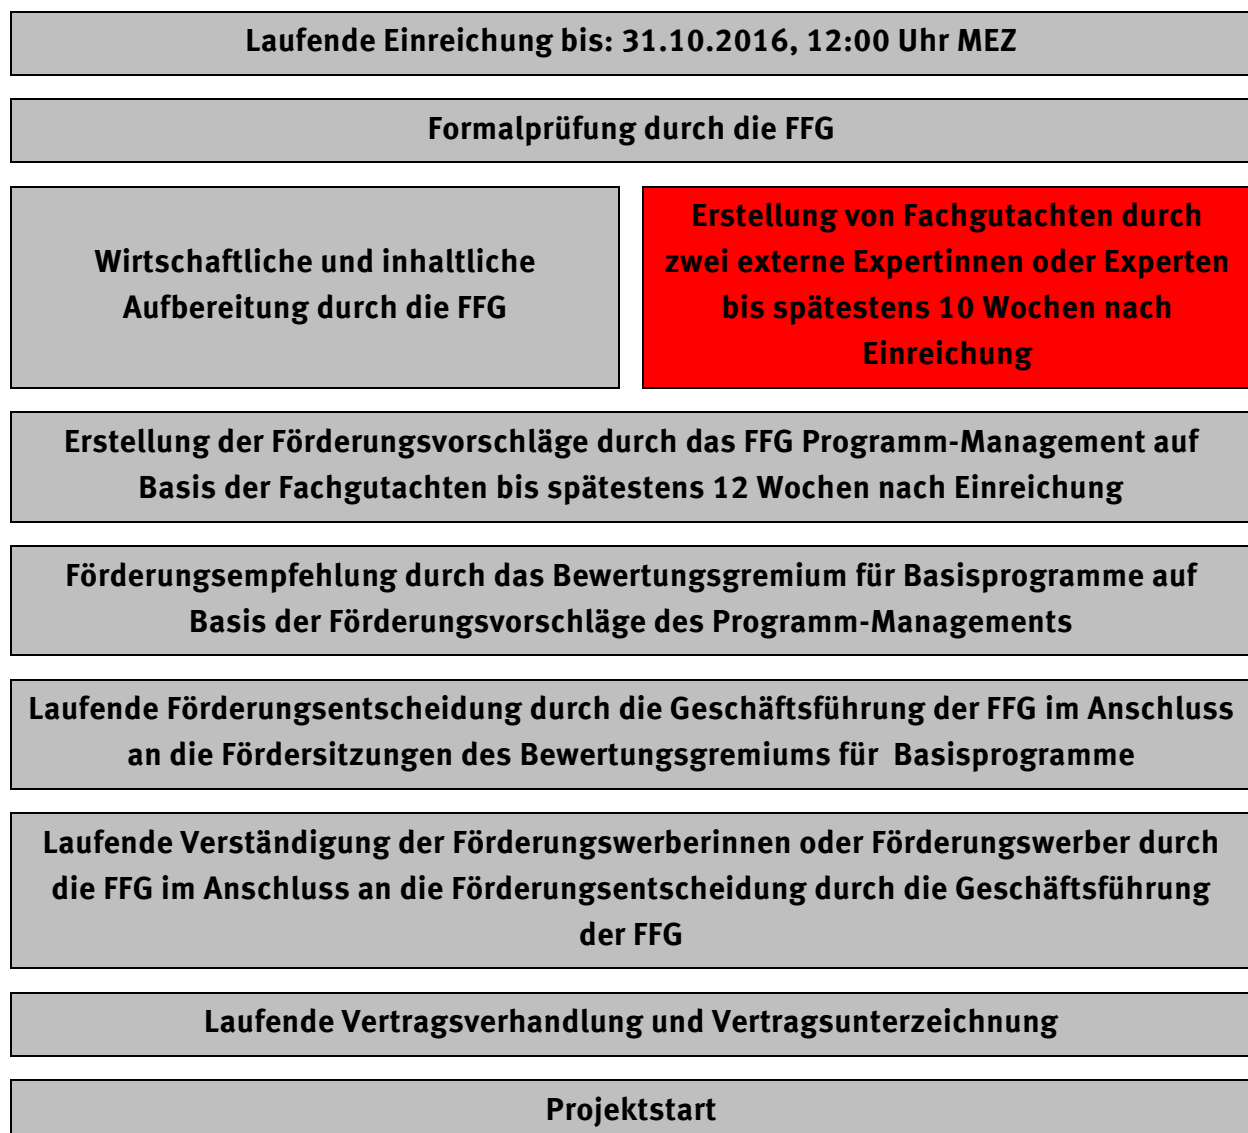 Laufende Einreichung bis: 31.10.2016, 12:00 Uhr MEZ
Formalprüfung durch die FFG
Wirtschaftliche und inhaltliche
Aufbereitung durch die FFG
Erstellung von Fachgutachten durch
zwei externe Expertinnen oder Experten
bis spätestens 10 Wochen nach
Einreichung
Erstellung der Förderungsvorschläge durch das FFG Programm-Management auf
Basis der Fachgutachten bis spätestens 12 Wochen nach Einreichung
Förderungsempfehlung durch das Bewertungsgremium für Basisprogramme auf
Basis der Förderungsvorschläge des Programm-Managements
Laufende Förderungsentscheidung durch die Geschäftsführung der FFG im Anschluss
an die Fördersitzungen des Bewertungsgremiums für Basisprogramme
Laufende Verständigung der Förderungswerberinnen oder Förderungswerber durch
die FFG im Anschluss an die Förderungsentscheidung durch die Geschäftsführung
der FFG
Laufende Vertragsverhandlung und Vertragsunterzeichnung
Projektstart